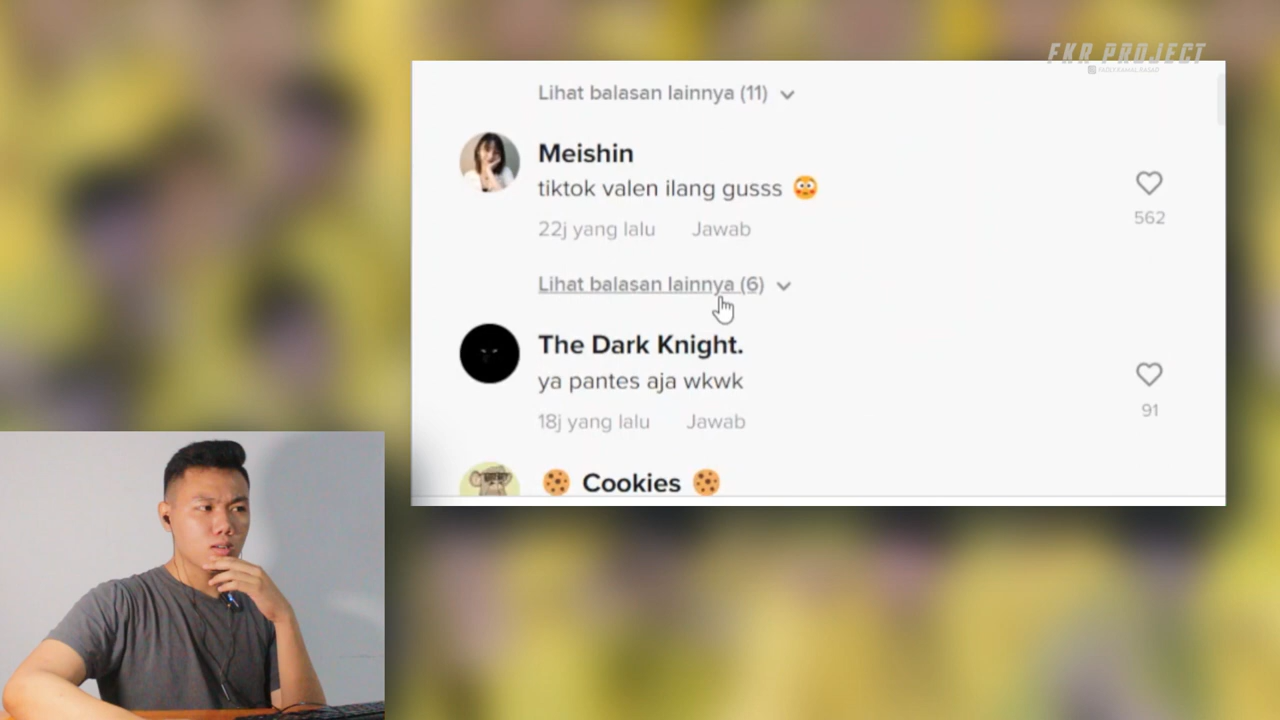 FKR PROJECT
Lihat balasan lainnya (11)
Meishin
tiktok valen ilang gusss 😳
562
22j yang lalu Jawab
Lihat balasan lainnya (6)
The Dark Knight.
ya pantes aja wkwk
91
18j yang lalu Jawab
🍪 Cookies 🍪